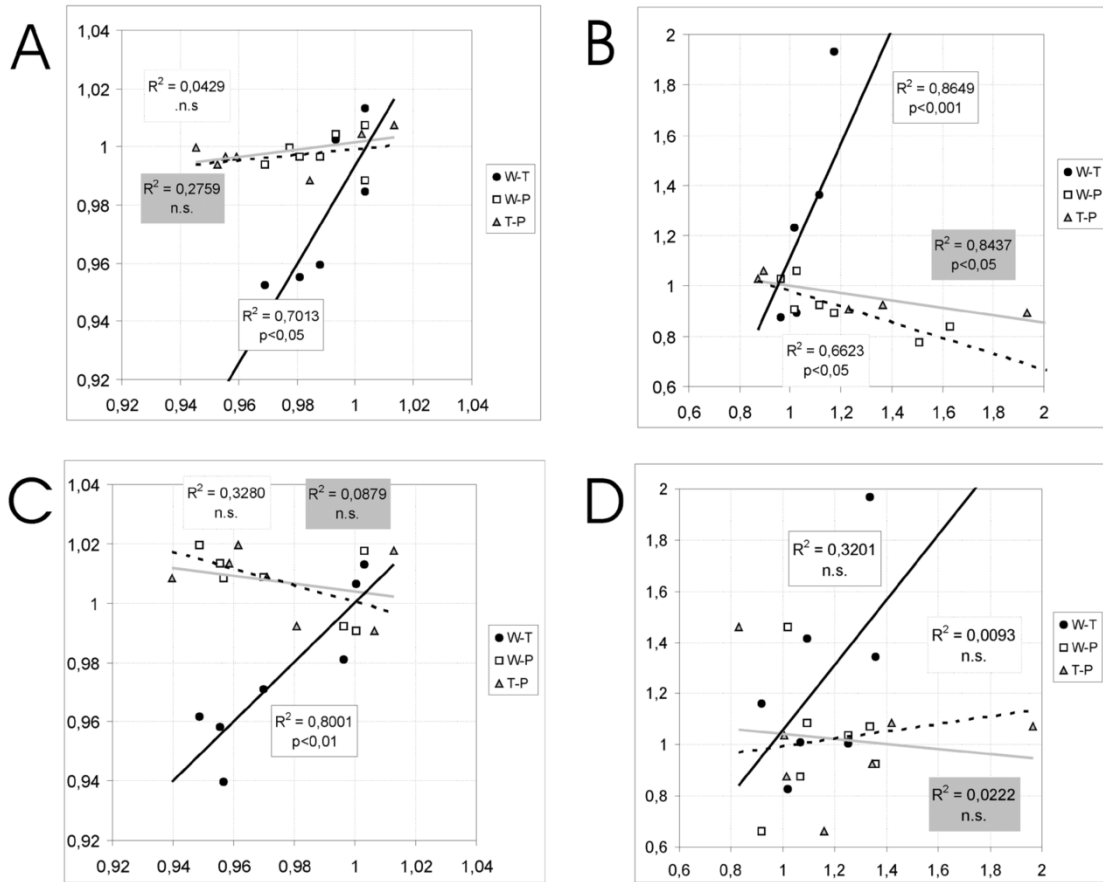 A
1,04
1,02
1
0,98
0,96
0,94
0,92
R² = 0,0429
.n.s
R² = 0,2759
n.s.
R² = 0,7013
p<0,05
0,92 0,94 0,96 0,98 1,00 1,02 1,04
W-T
W-P
T-P
B
2
1,8
1,6
1,4
1,2
1
0,8
0,6
R² = 0,8649
p<0,001
R² = 0,8437
p<0,05
R² = 0,6623
p<0,05
0,6 0,8 1 1,2 1,4 1,6 1,8 2
W-T
W-P
T-P
C
1,04
1,02
1
0,98
0,96
0,94
0,92
R² = 0,3280
n.s.
R² = 0,0879
n.s.
R² = 0,8001
p<0,01
0,92 0,94 0,96 0,98 1 1,02 1,04
W-T
W-P
T-P
D
2
1,8
1,6
1,4
1,2
1
0,8
0,6
R² = 0,3201
n.s.
R² = 0,0093
n.s.
R² = 0,0222
n.s.
0,6 0,8 1 1,2 1,4 1,6 1,8 2
W-T
W-P
T-P